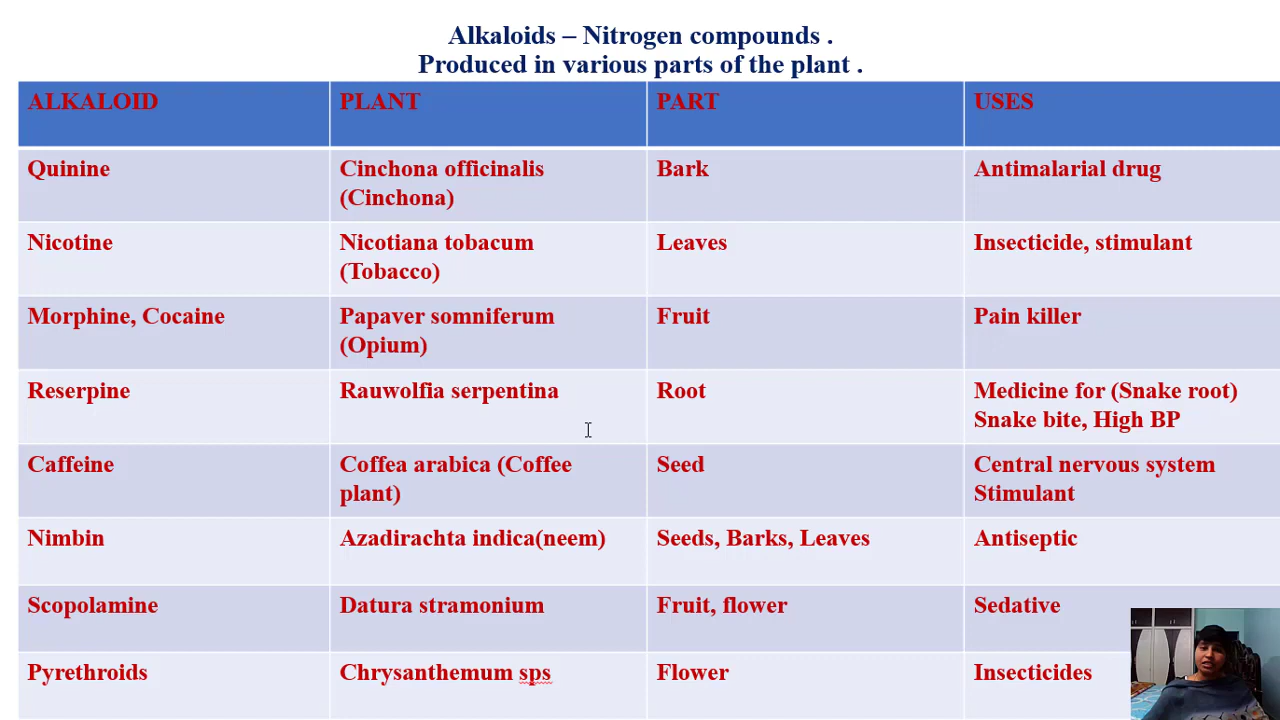 Alkaloids – Nitrogen compounds .
Produced in various parts of the plant .
ALKALOID PLANT PART USES
Quinine Cinchona officinalis Bark Antimalarial drug
(Cinchona)
Nicotine Nicotiana tobacum Leaves Insecticide, stimulant
(Tobacco)
Morphine, Cocaine Papaver somniferum Fruit Pain killer
(Opium)
Reserpine Rauwolfia serpentina Root Medicine for (Snake root)
Snake bite, High BP
Caffeine Coffea arabica (Coffee Seed Central nervous system
plant) Stimulant
Nimbin Azadirachta indica(neem) Seeds, Barks, Leaves Antiseptic
Scopolamine Datura stramonium Fruit, flower Sedative
Pyrethroids Chrysanthemum sps Flower Insecticides